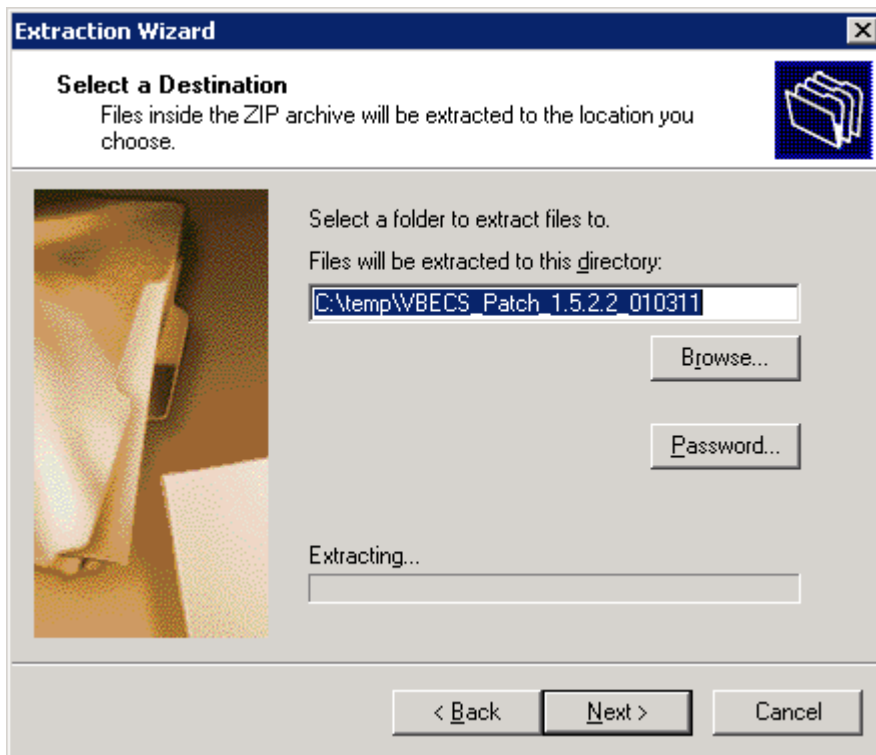 Extraction Wizard
Select a Destination
Files inside the ZIP archive will be extracted to the location you
choose.
Select a folder to extract files to.
Files will be extracted to this directory:
C:\temp\VBECS_Patch_1.5.2.2_010311
Browse...
Password...
Extracting...
< Back
Next >
Cancel